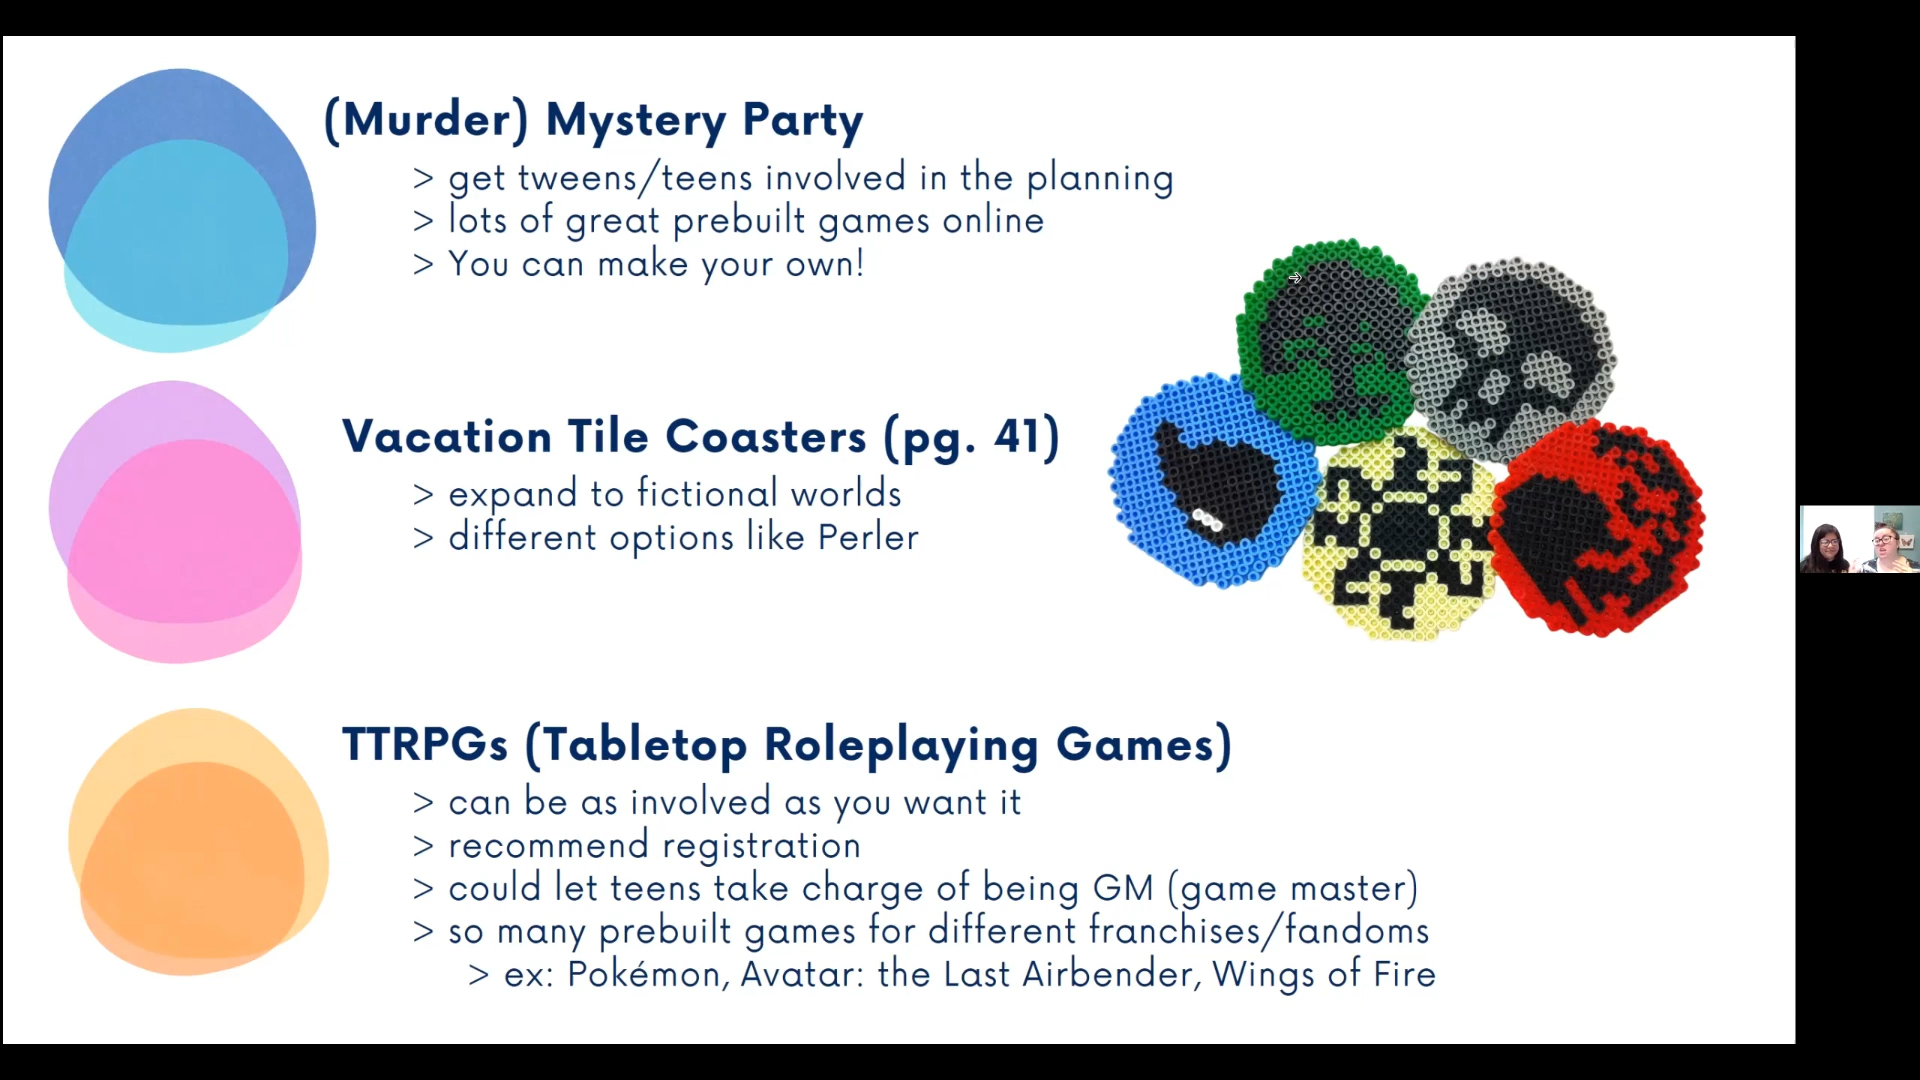 (Murder) Mystery Party
> get tweens/teens involved in the planning
> lots of great prebuilt games online
> You can make your own!
Vacation Tile Coasters (pg. 41)
> expand to fictional worlds
> different options like Perler
TTRPGs (Tabletop Roleplaying Games)
> can be as involved as you want it
> recommend registration
> could let teens take charge of being GM (game master)
> so many prebuilt games for different franchises/fandoms
> ex: Pokémon, Avatar: the Last Airbender, Wings of Fire